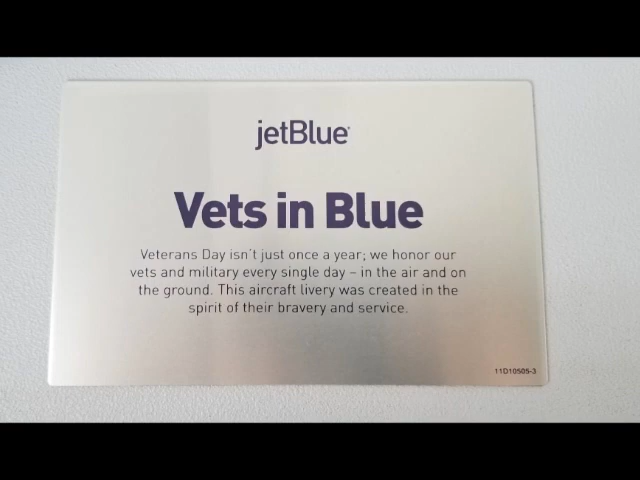 jetBlue
Vets in Blue
Veterans Day isn't just once a year; we honor our
vets and military every single day – in the air and on
the ground. This aircraft livery was created in the
spirit of their bravery and service.
11D10505-3